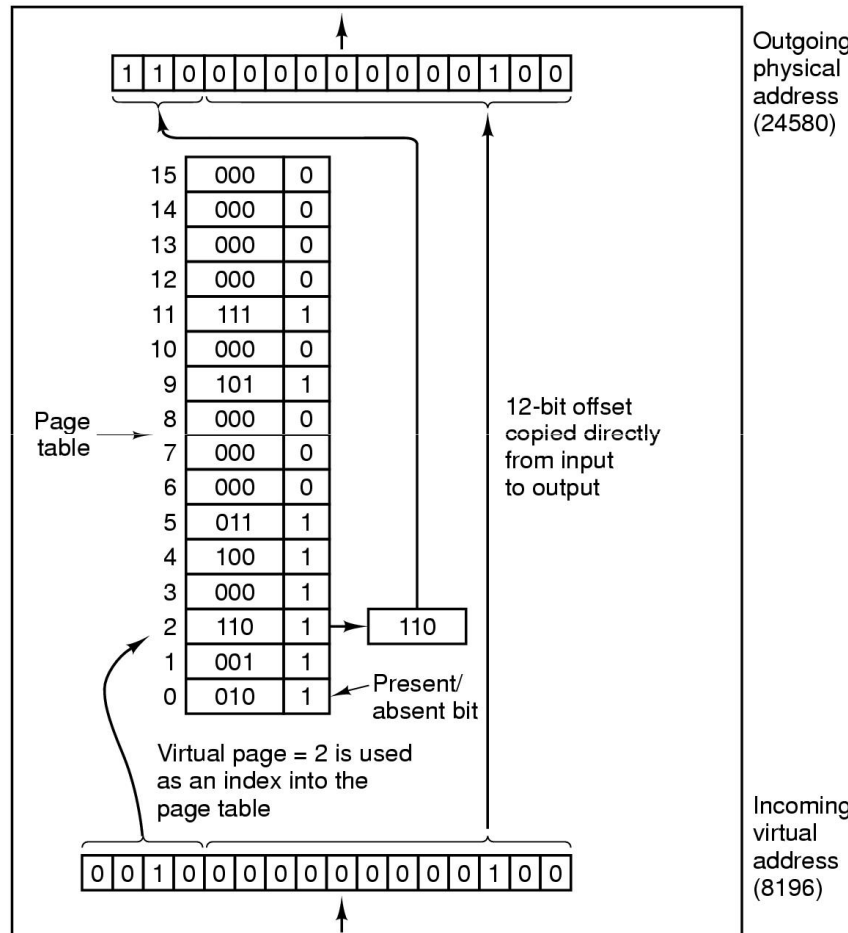 Outgoing
physical
address
(24580)
1 1 0 0 0 0 0 0 0 0 0 0 1 0 0
15 000 0
14 000 0
13 000 0
12 000 0
11 111 1
10 000 0
9 101 1
8 000 0
7 000 0
6 000 0
5 011 1
4 100 1
3 000 1
2 110 1 110
1 001 1
0 010 1
Page
table
12-bit offset
copied directly
from input
to output
Present/
absent bit
Virtual page = 2 is used
as an index into the
page table
Incoming
virtual
address
(8196)
0 0 1 0 0 0 0 0 0 0 0 0 0 1 0 0